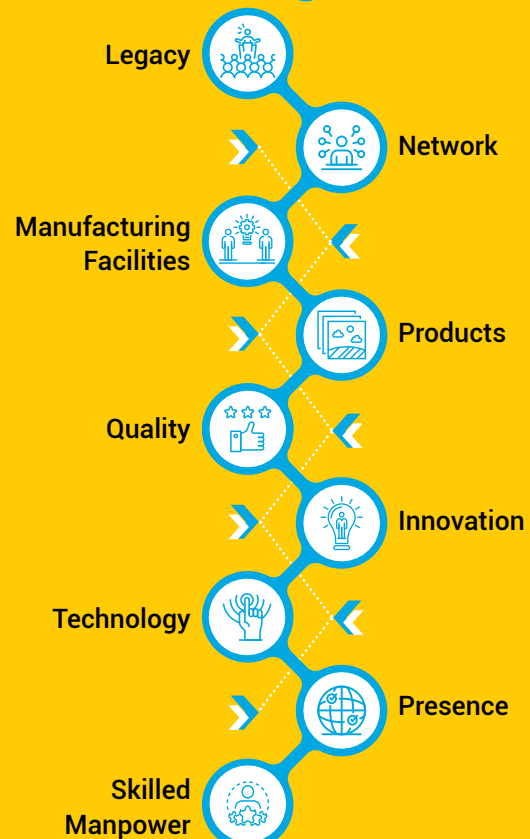 Legacy
Network
Manufacturing
Facilities
Products
Quality
Innovation
Technology
Presence
Skilled
Manpower